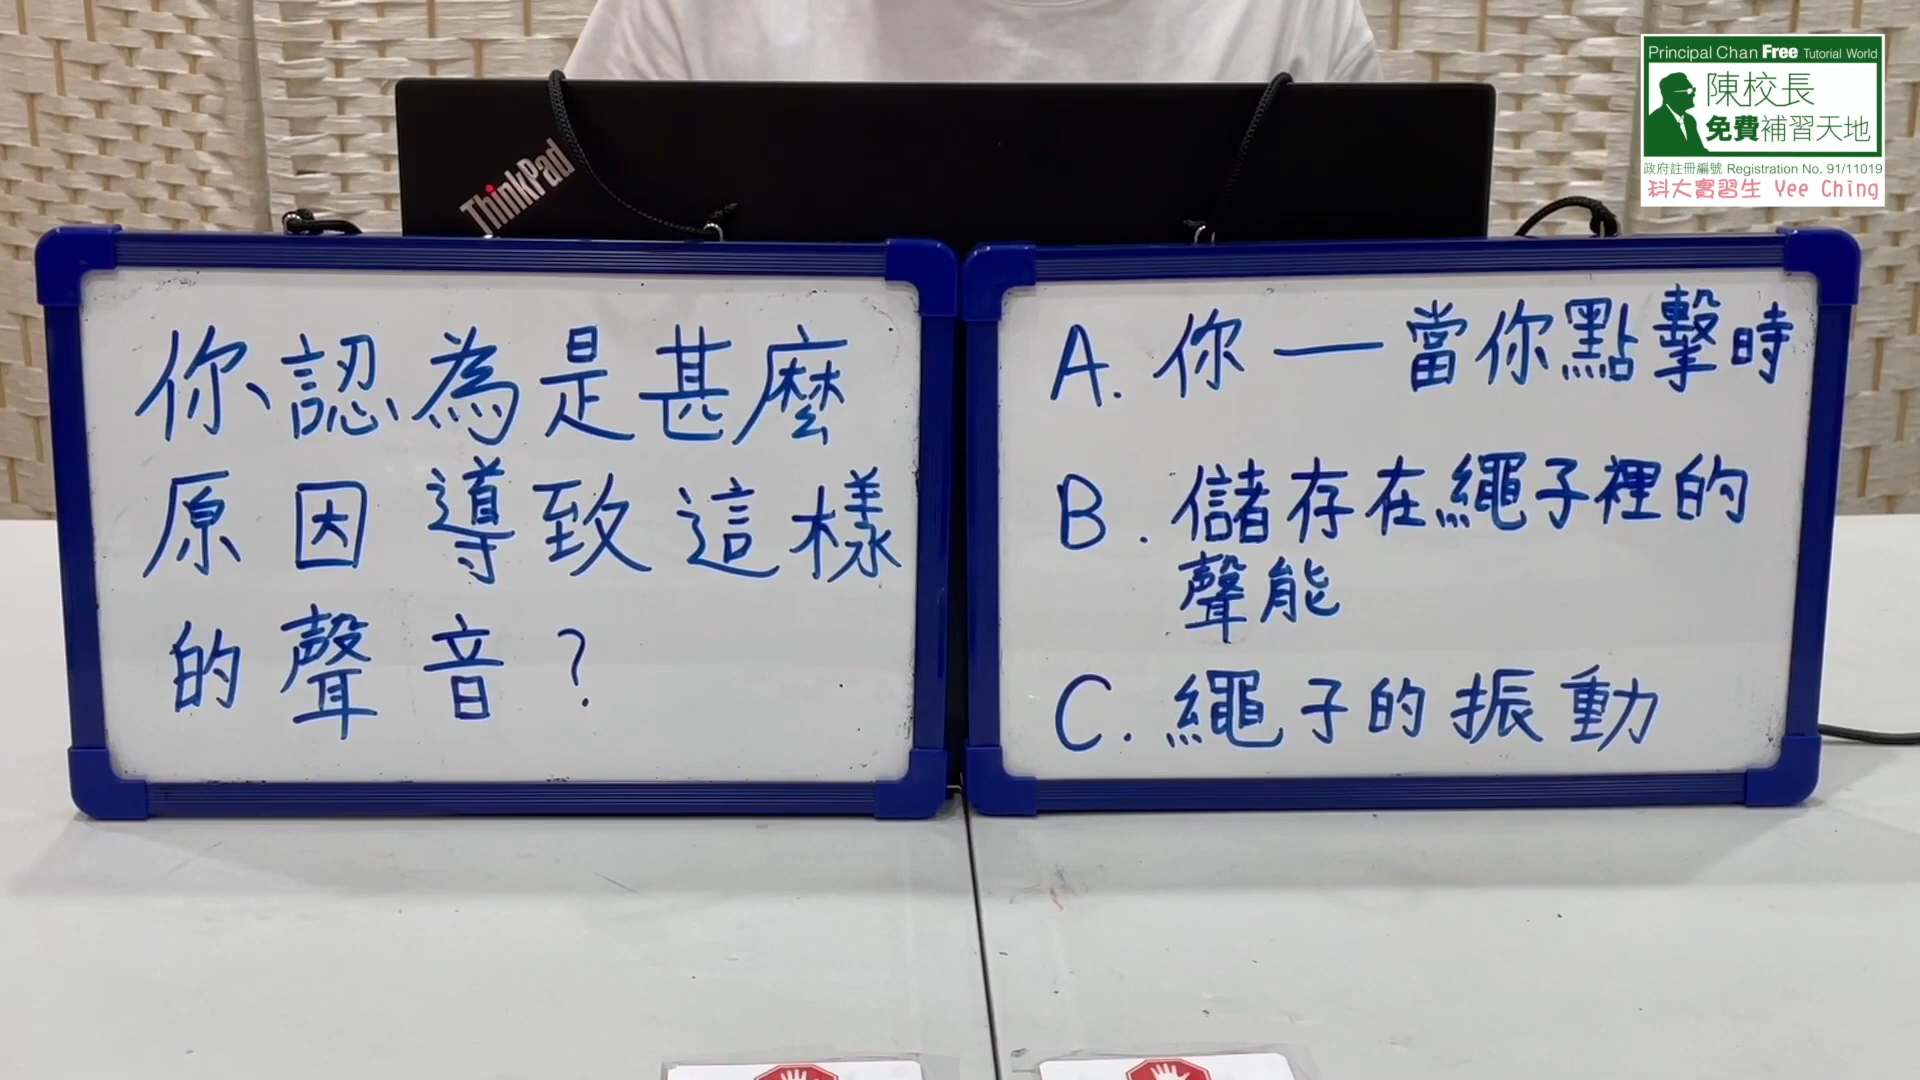 Principal Chan Free Tutorial World
陳校長
免費補習天地
政府註冊編號 Registration No. 91/11019
科大實習生 Yee Ching
ThinkPad
你認為是甚麼
原因導致這樣
的聲音?
A. 你一當你點擊時
B. 儲存在繩子裡的
聲能
C. 繩子的振動